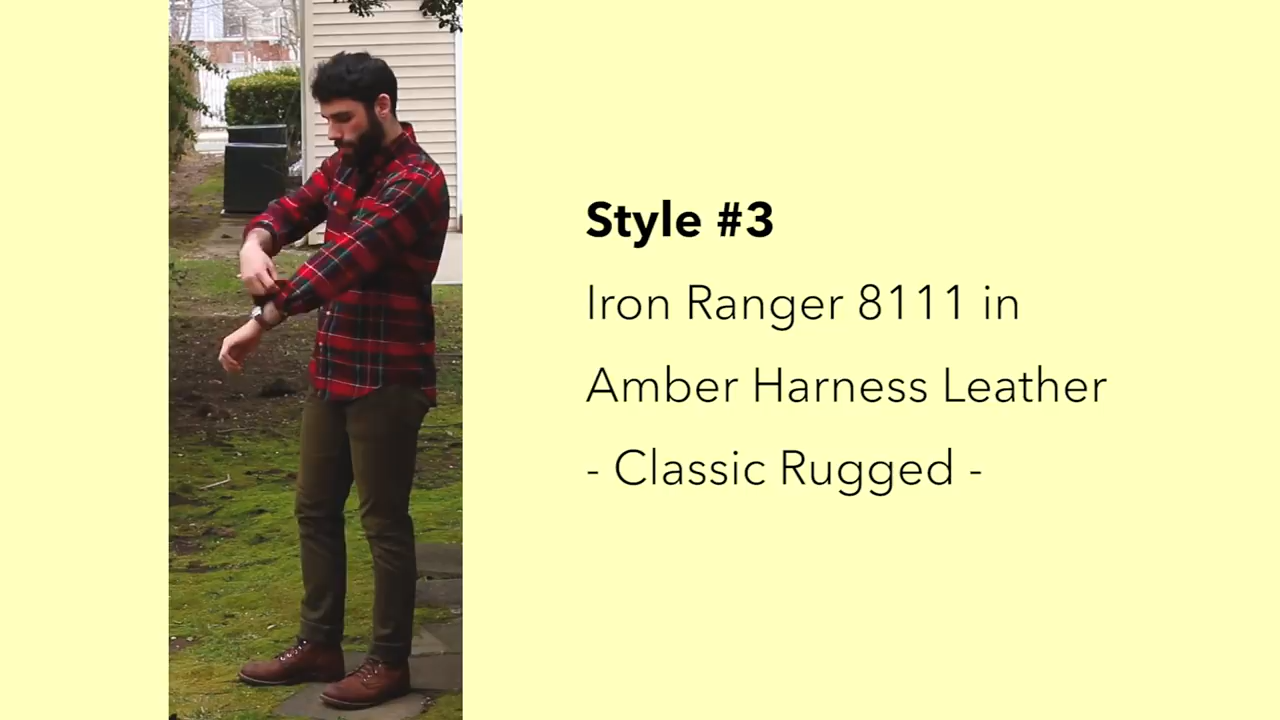 Style #3
Iron Ranger 8111 in
Amber Harness Leather
- Classic Rugged -